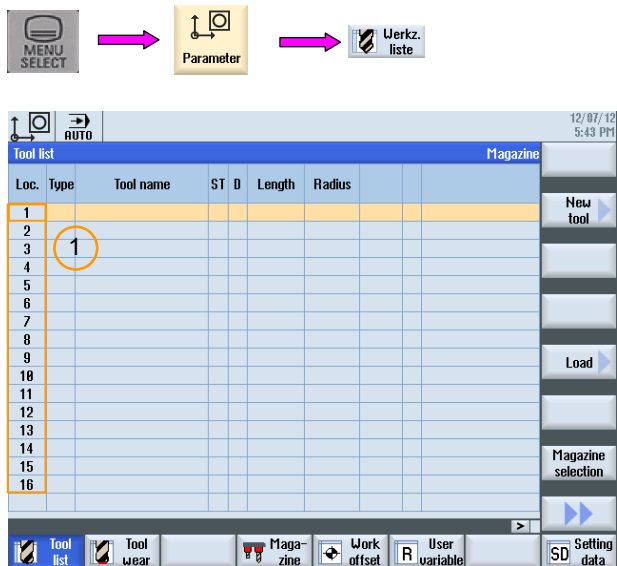 MENU
SELECT
Parameter
Werkz.
liste
AUTO
12/07/12
5:43 PM
Tool list
Magazine
Loc. Type Tool name ST D Length Radius
1
2
3
4
5
6
7
8
9
10
11
12
13
14
15
16
1
New
tool
Load
Magazine
selection
Tool
list
Tool
wear
Maga-
zine
Work
offset
R User
variable
SD Setting
data